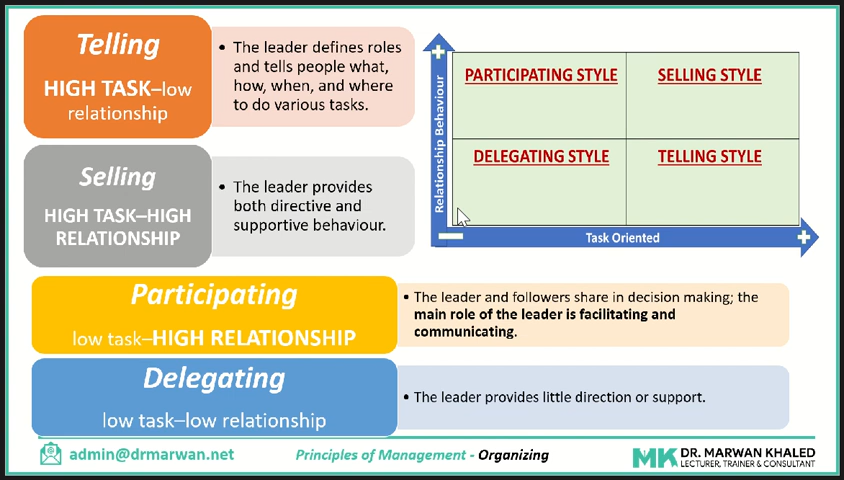 Telling
HIGH TASK–low
relationship)
• The leader defines roles
and tells people what,
how, when, and where
to do various tasks.
Selling
HIGH TASK–HIGH
RELATIONSHIP)
• The leader provides
both directive and
supportive behaviour.
Relationship Behaviour
PARTICIPATING STYLE
SELLING STYLE
DELEGATING STYLE
TELLING STYLE
Task Oriented
Participating
low task–HIGH RELATIONSHIP)
• The leader and followers share in decision making; the
main role of the leader is facilitating and
communicating.
Delegating
low task–low relationship)
• The leader provides little direction or support.
admin@drmarwan.net
Principles of Management - Organizing
MK DR. MARWAN KHALED
LECTURER, TRAINER & CONSULTANT